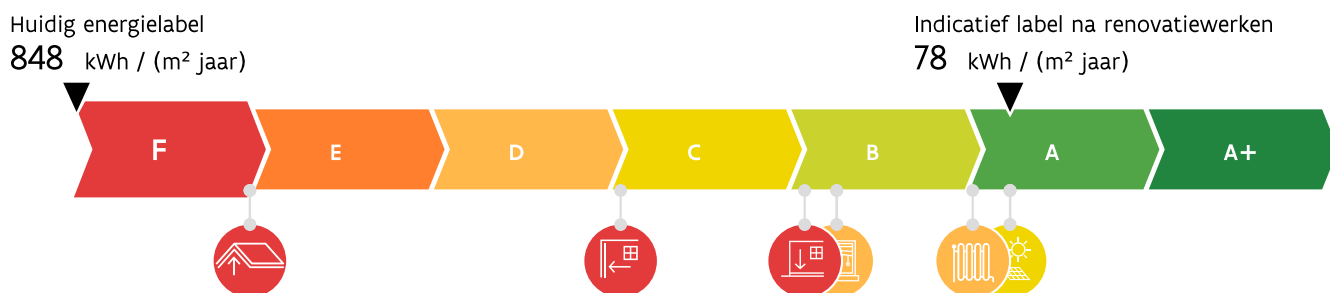 Huidig energielabel
848 kWh / (m² jaar)
Indicatief label na renovatiewerken
78 kWh / (m² jaar)
F E D C B A A+